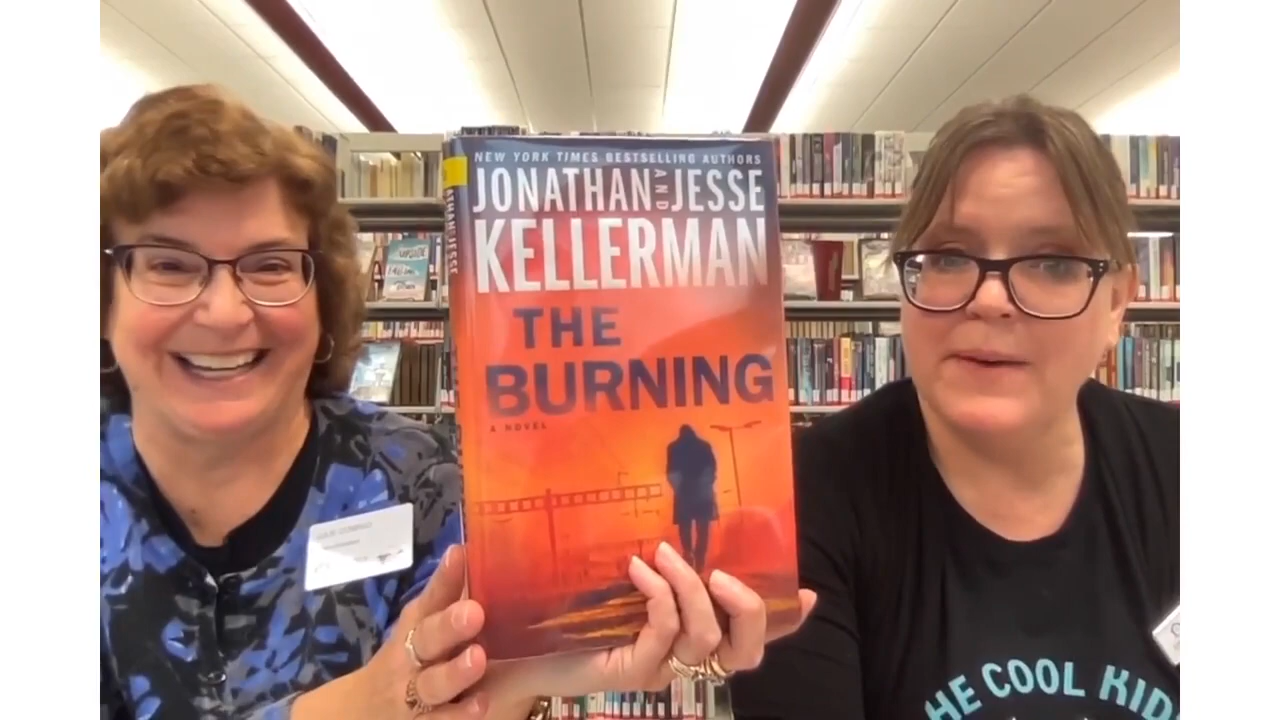 NEW YORK TIMES BESTSELLING AUTHORS
JONATHAN AND JESSE
KELLERMAN
THE
BURNING
A NOVEL
HE COOL KID